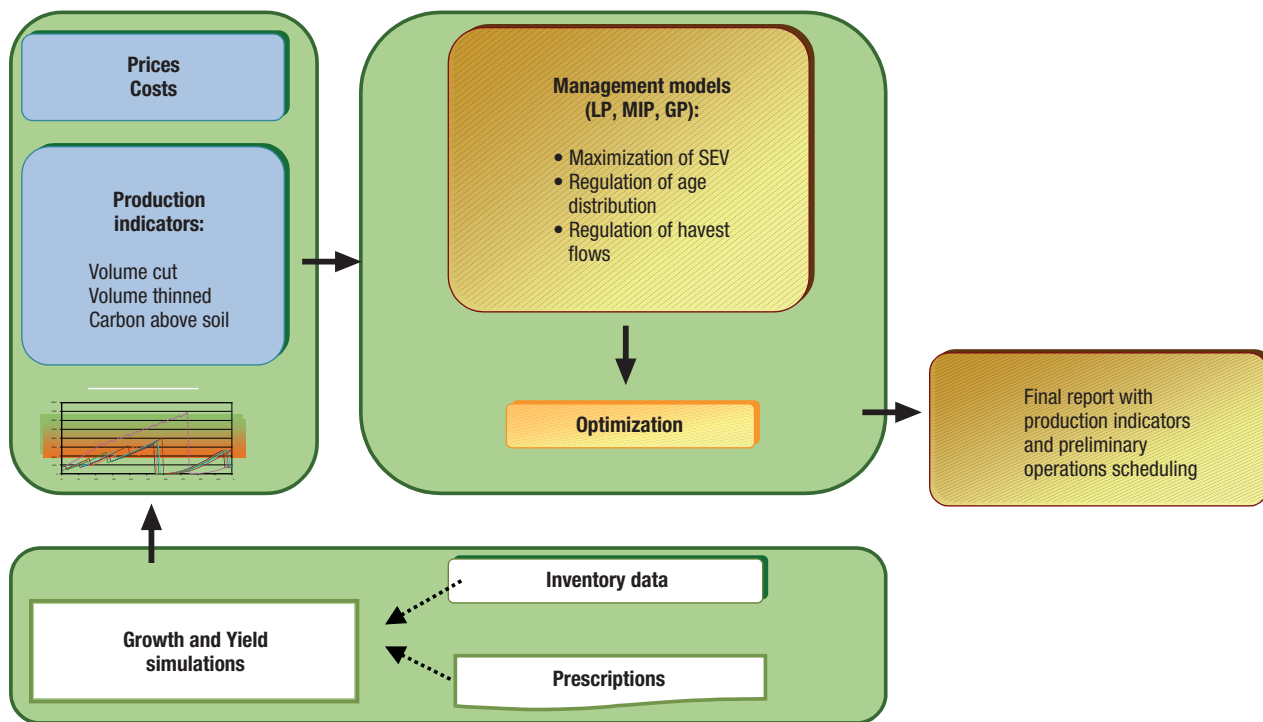 Prices
Costs
Production
indicators:
Volume cut
Volume thinned
Carbon above soil
Management models
(LP, MIP, GP):
• Maximization of SEV
• Regulation of age
distribution
• Regulation of havest
flows
Optimization
Final report with
production indicators
and preliminary
operations scheduling
Growth and Yield
simulations
Inventory data
Prescriptions